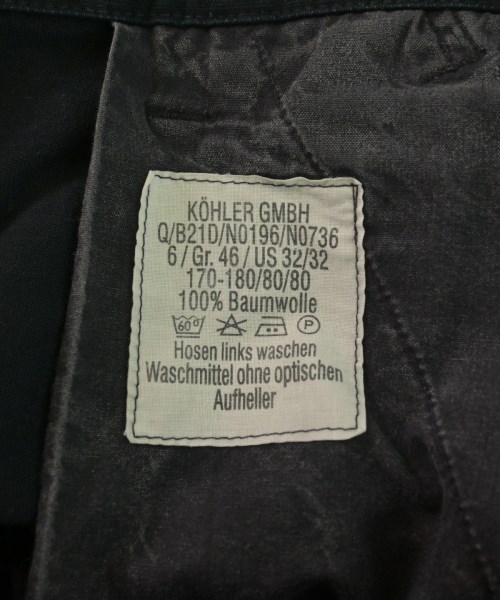 KÖHLER GMBH
Q/B21D/N0196/N0736
6 / Gr. 46 / US 32/32
170-180/80/80
100% Baumwolle
60° P
Hosen links waschen
Waschmittel ohne optischen
Aufheller